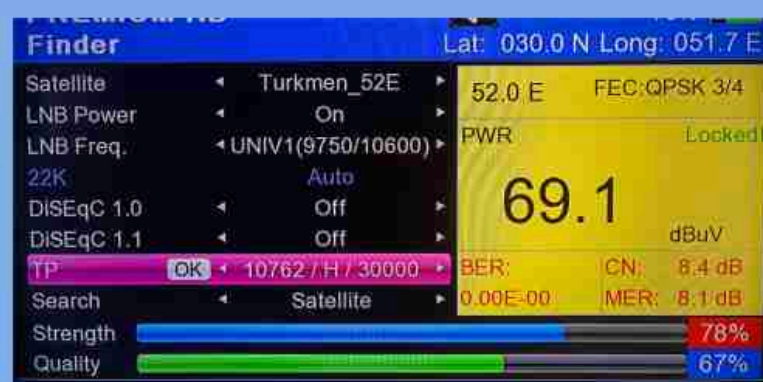 Finder
Lat: 030.0 N Long: 051.7 E
Satellite Turkmen_52E
LNB Power On
LNB Freq. UNIV1(9750/10600)
22K Auto
DiSEqC 1.0 Off
DiSEqC 1.1 Off
TP OK 10762 / H / 30000
Search Satellite
52.0 E FEC:QPSK 3/4
PWR Locked!
69.1
dBuV
BER: CN: 8.4 dB
0.00E-00 MER: 8.1 dB
Strength 78%
Quality 67%